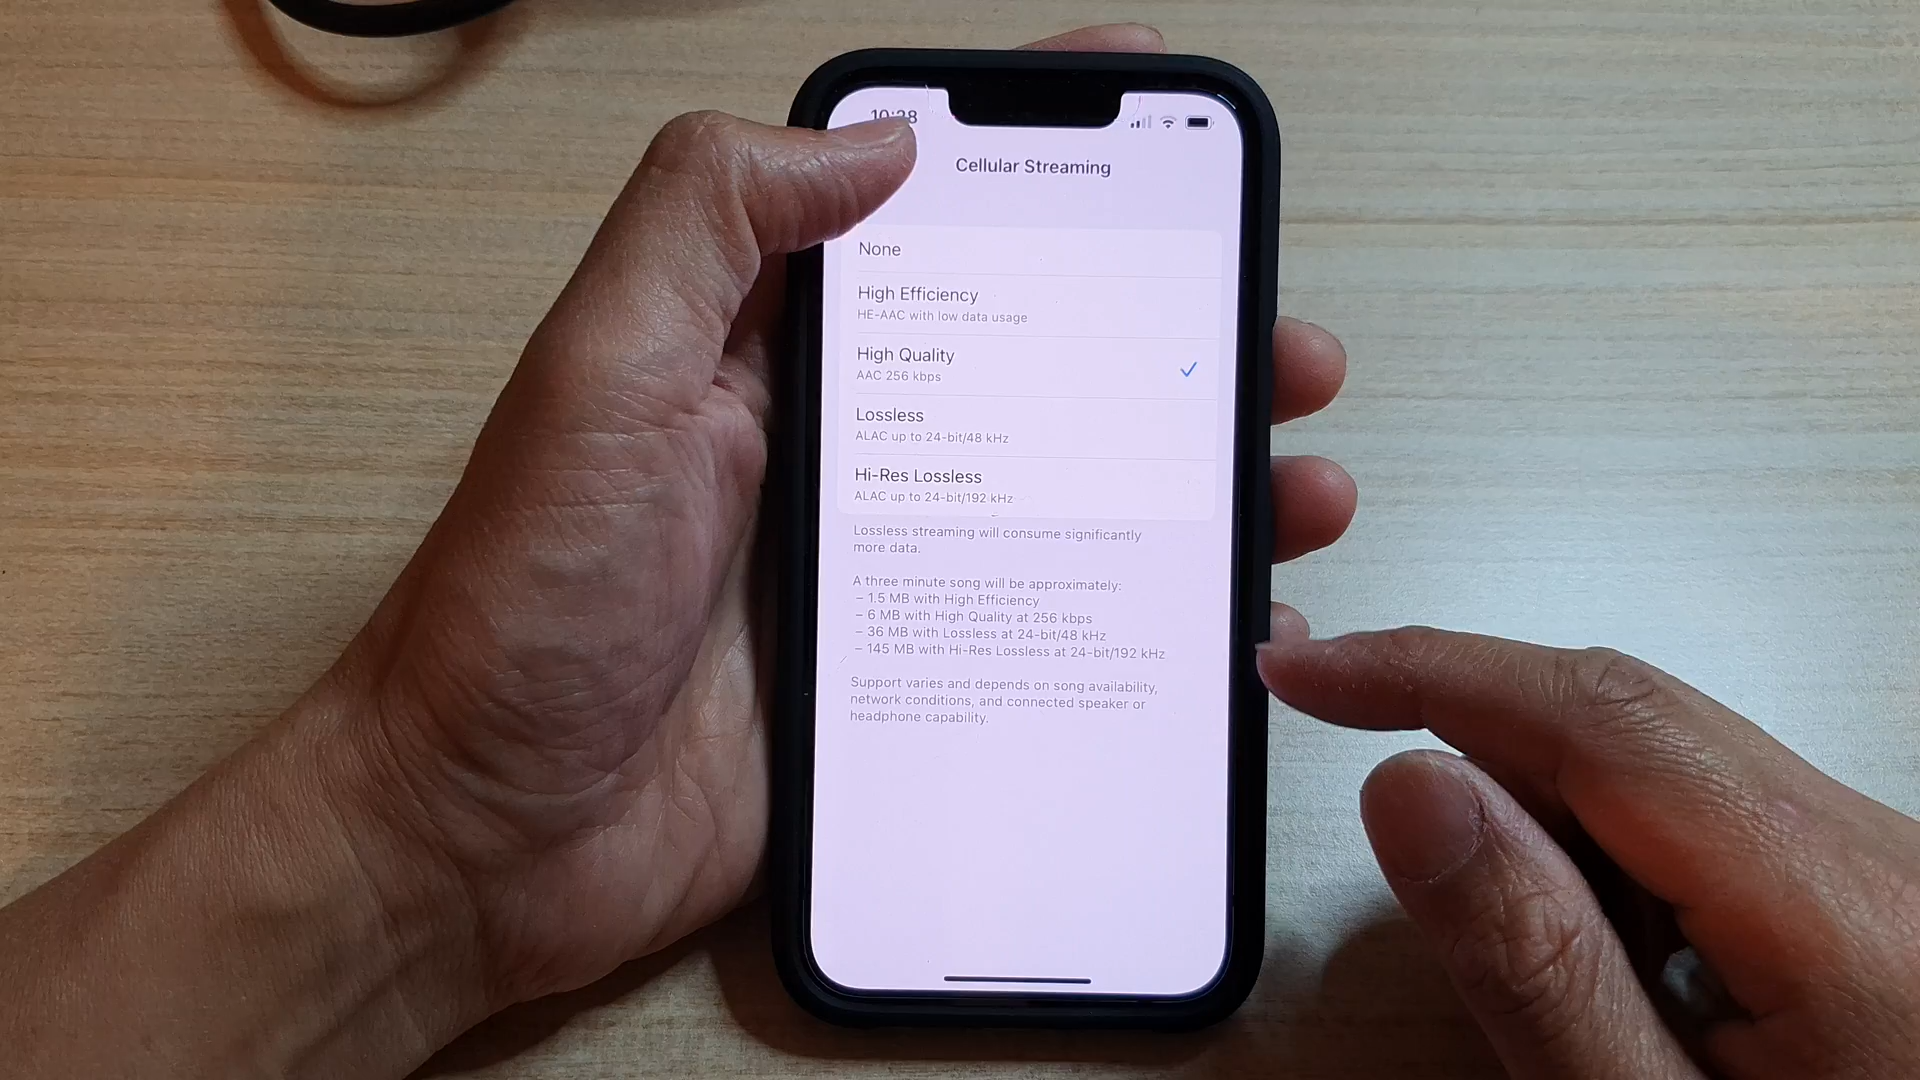 10:28
Cellular Streaming
None
High Efficiency
HE-AAC with low data usage
High Quality
AAC 256 kbps
Lossless
ALAC up to 24-bit/48 kHz
Hi-Res Lossless
ALAC up to 24-bit/192 kHz
Lossless streaming will consume significantly
more data.
A three minute song will be approximately:
– 1.5 MB with High Efficiency
– 6 MB with High Quality at 256 kbps
– 36 MB with Lossless at 24-bit/48 kHz
– 145 MB with Hi-Res Lossless at 24-bit/192 kHz
Support varies and depends on song availability,
network conditions, and connected speaker or
headphone capability.